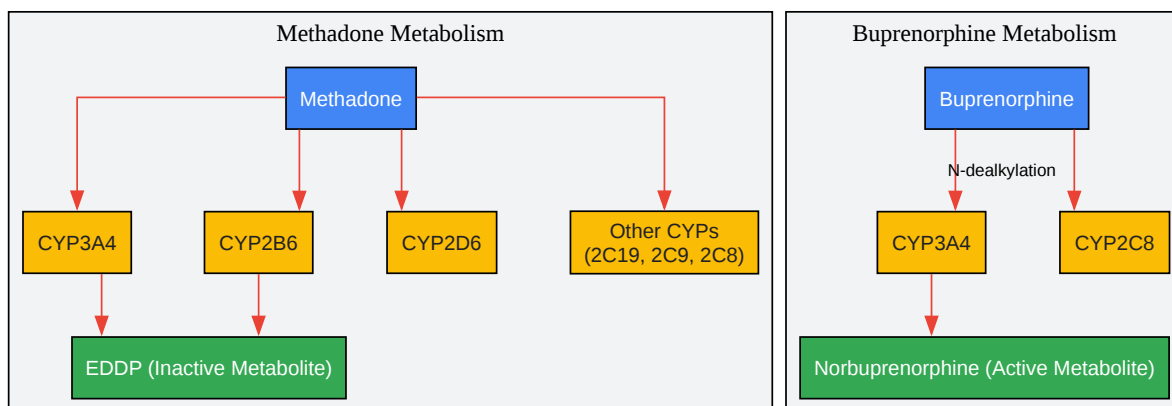 Methadone Metabolism
Methadone
CYP3A4
CYP2B6
CYP2D6
Other CYPs
(2C19, 2C9, 2C8)
EDDP (Inactive Metabolite)
Buprenorphine Metabolism
Buprenorphine
N-dealkylation
CYP3A4
CYP2C8
Norbuprenorphine (Active Metabolite)